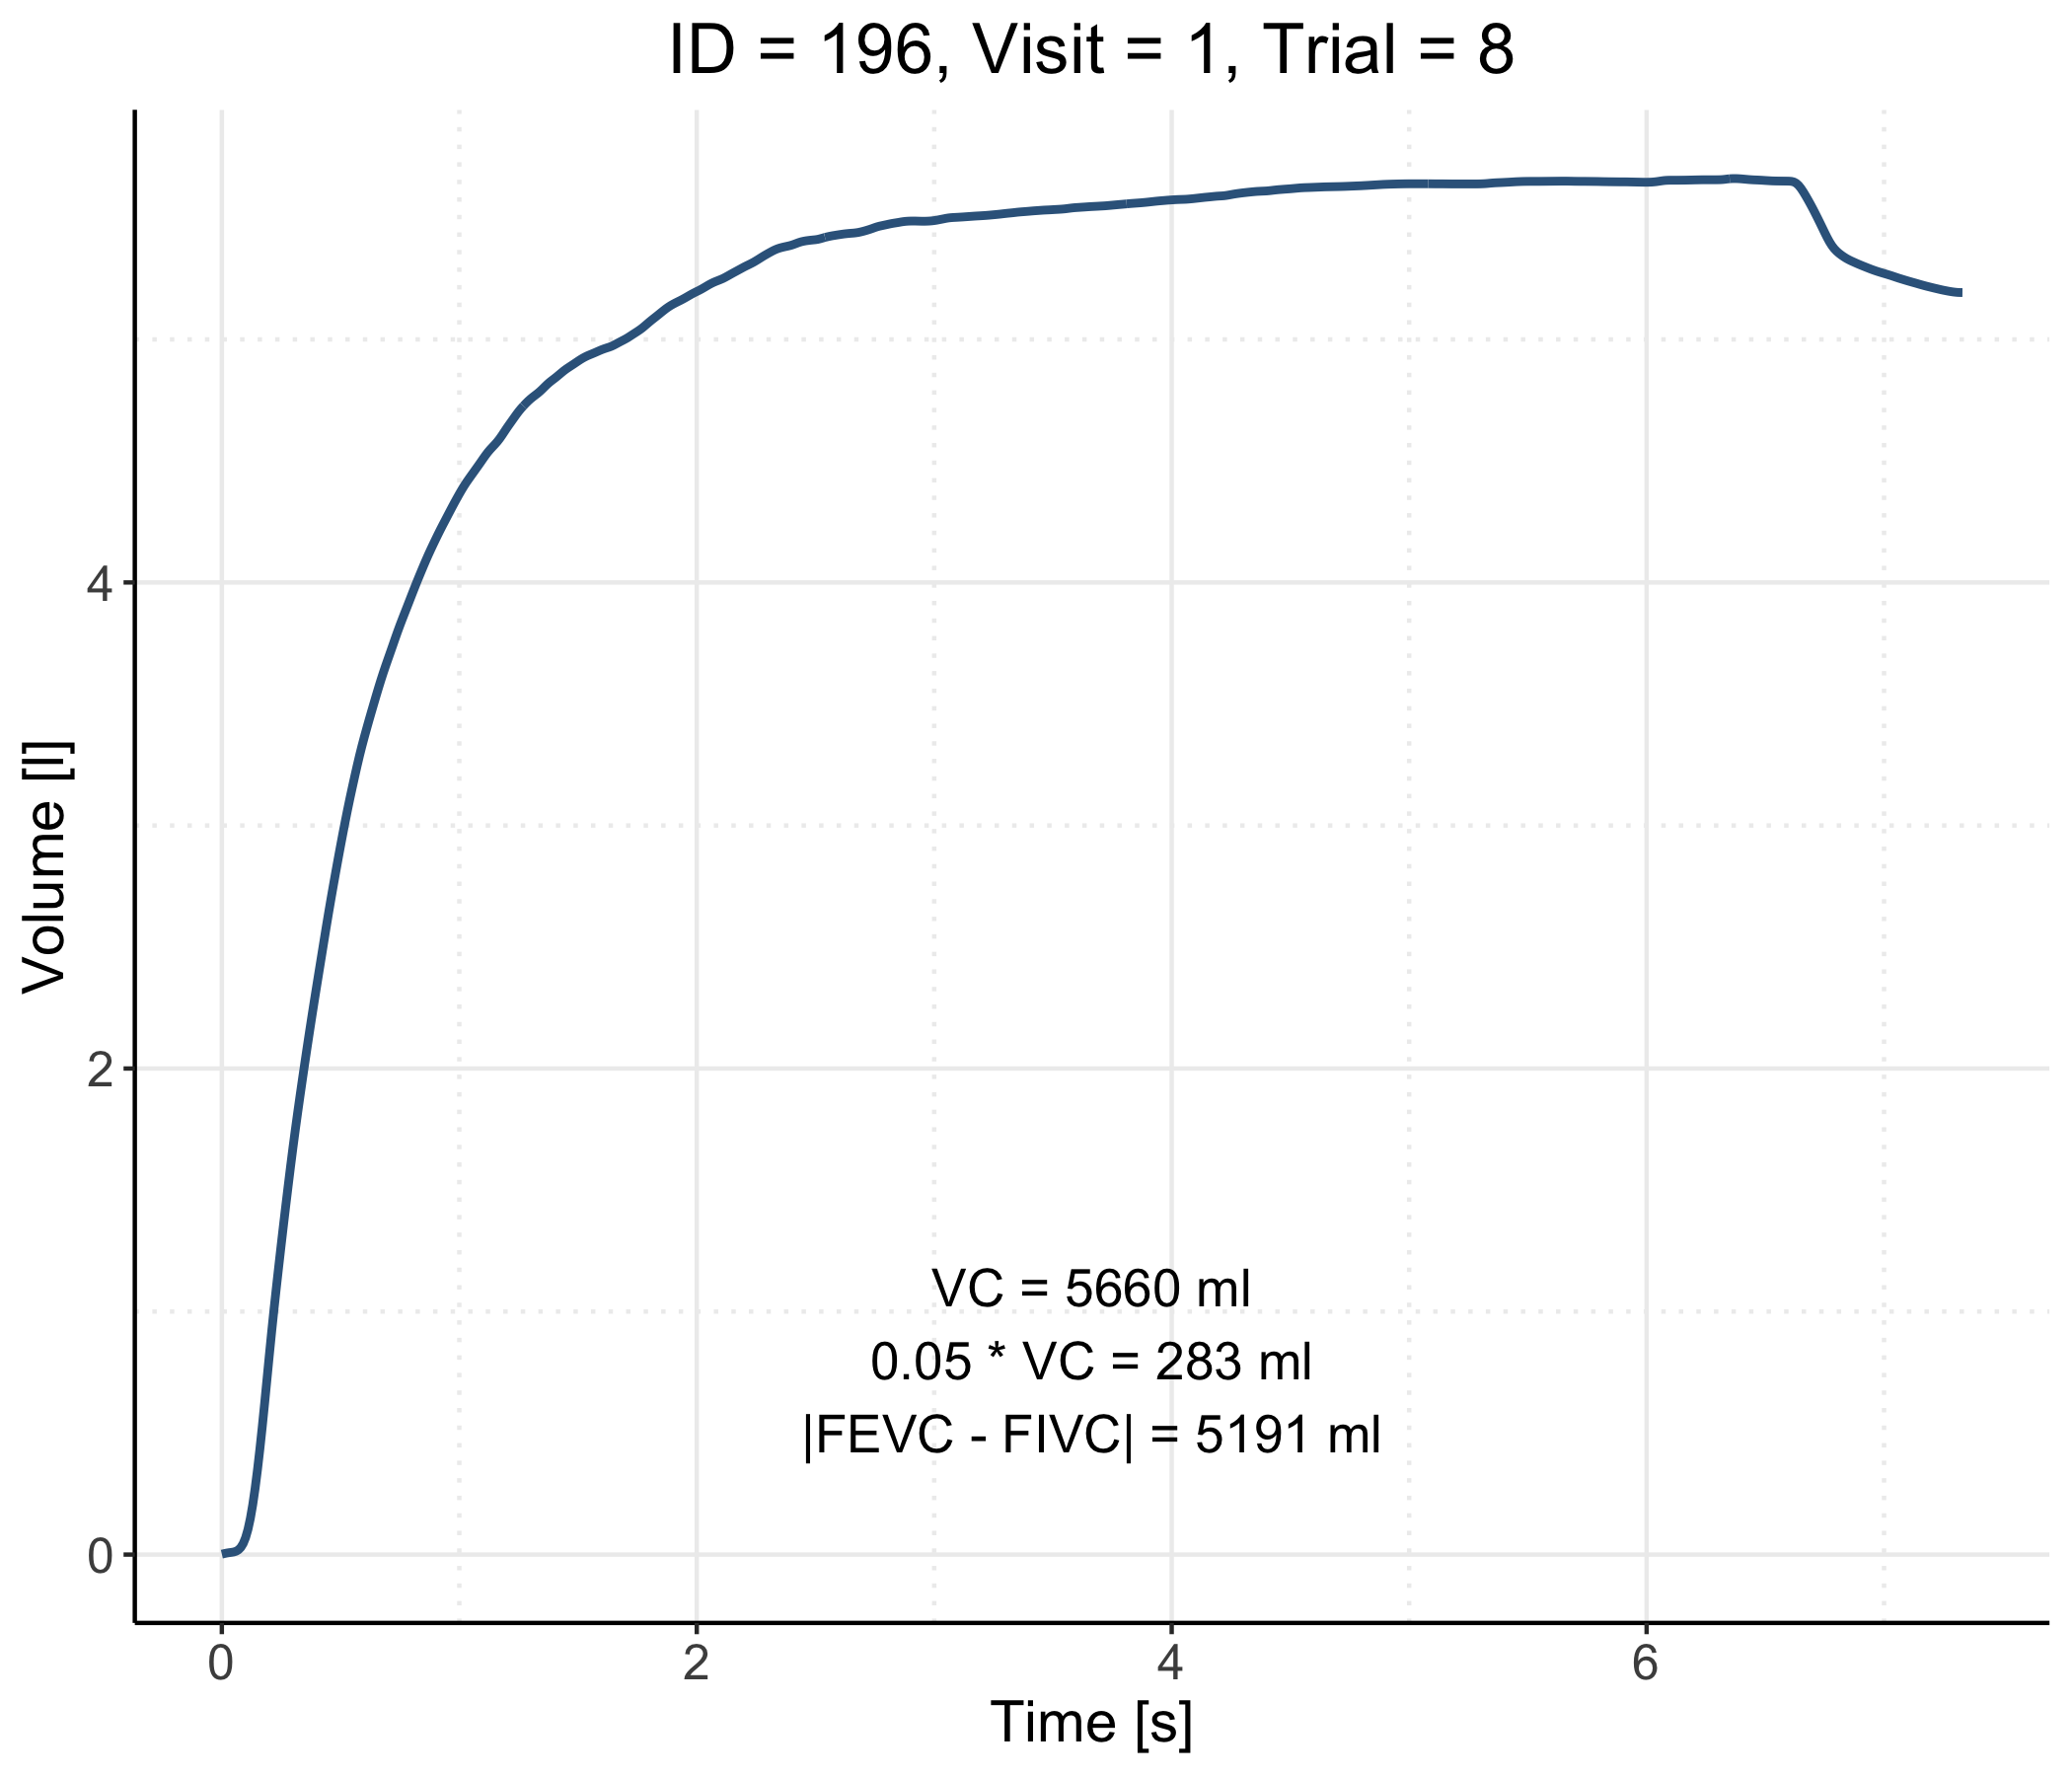 ID = 196, Visit = 1, Trial = 8
Volume [l]
4
2
0
VC = 5660 ml
0.05 * VC = 283 ml
|FEVC - FIVC| = 5191 ml
0 2 4 6
Time [s]